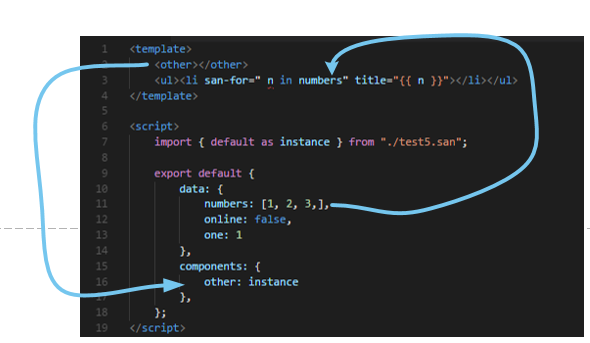 1 <template>
2 <other></other>
3 <ul><li san-for=" n in numbers" title="{{ n }}"></li></ul>
4 </template>
5
6 <script>
7 import { default as instance } from "./test5.san";
8
9 export default {
10 data: {
11 numbers: [1, 2, 3,],
12 online: false,
13 one: 1
14 },
15 components: {
16 other: instance
17 },
18 };
19 </script>